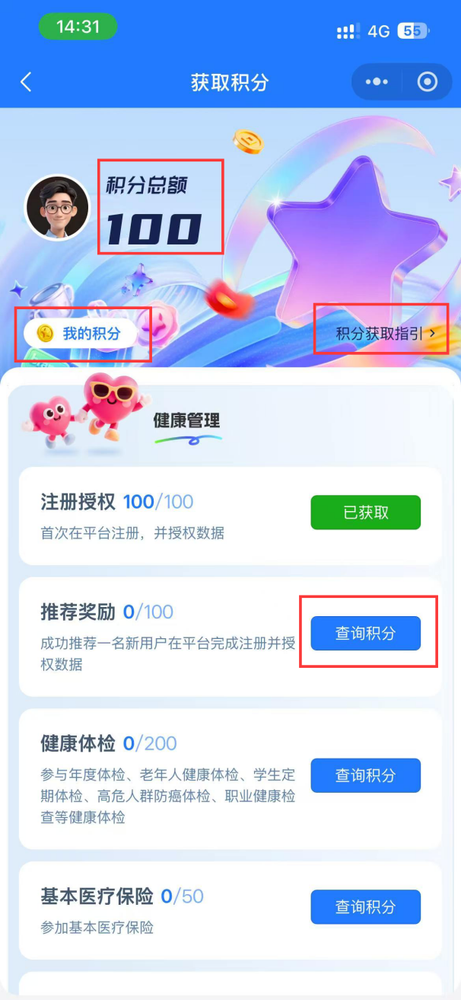 14:31
4G 55
获取积分
积分总额
100
我的积分
积分获取指引
健康管理
注册授权 100/100
首次在平台注册，并授权数据
已获取
推荐奖励 0/100
成功推荐一名新用户在平台完成注册并授
权数据
查询积分
健康体检 0/200
参与年度体检、老年人健康体检、学生定
期体检、高危人群防癌体检、职业健康检
查等健康体检
查询积分
基本医疗保险 0/50
参加基本医疗保险
查询积分